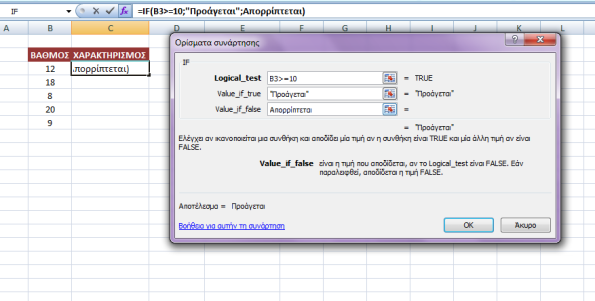 IF =IF(B3>=10;"Προάγεται";Απορρίπτεται)
A B C D E F G H I J K L
ΒΑΘΜΟΣ ΧΑΡΑΚΤΗΡΙΣΜΟΣ
12 .πορρίπτεται)
18
8
20
9
Ορίσματα συνάρτησης
IF
Logical_test B3>=10 = TRUE
Value_if_true "Προάγεται" = "Προάγεται"
Value_if_false Απορρίπτεται =
= "Προάγεται"
Ελέγχει αν ικανοποιείται μια συνθήκη και αποδίδει μία τιμή αν η συνθήκη είναι TRUE και μία άλλη τιμή αν είναι
FALSE.
Value_if_false είναι η τιμή που αποδίδεται, αν το Logical_test είναι FALSE. Εάν
παραλειφθεί, αποδίδεται η τιμή FALSE.
Αποτέλεσμα = Προάγεται
Βοήθεια για αυτήν τη συνάρτηση OK Άκυρο